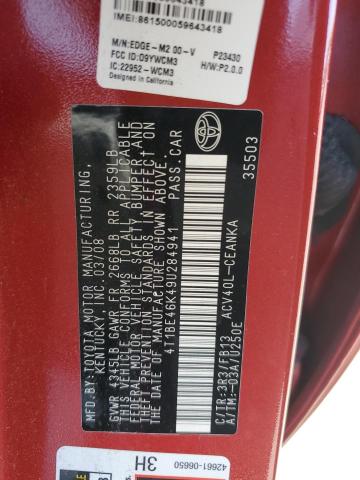 IMEI:861500059643418
M/N:EDGE-M2 00-V P23430
FCC ID:O9YWCM3 H/W:P2.0.0
IC:22952-WCM3
Designed in California
MFD.BY:TOYOTA MOTOR MANUFACTURING,
KENTUCKY, INC. 03/08
GVWR 4945LB GAWR FR 2668LB RR 2359LB
THIS VEHICLE CONFORMS TO ALL APPLICABLE
FEDERAL MOTOR VEHICLE SAFETY, BUMPER, AND
THEFT PREVENTION STANDARDS IN EFFECT ON
THE DATE OF MANUFACTURE SHOWN ABOVE.
4T1BE46K49U284941 PASS.CAR
C/TR:3R3/FB13 ACV40L-CEANKA
A/TM:-03A/U250E
35503
TOYOTA
3H
42661-06650